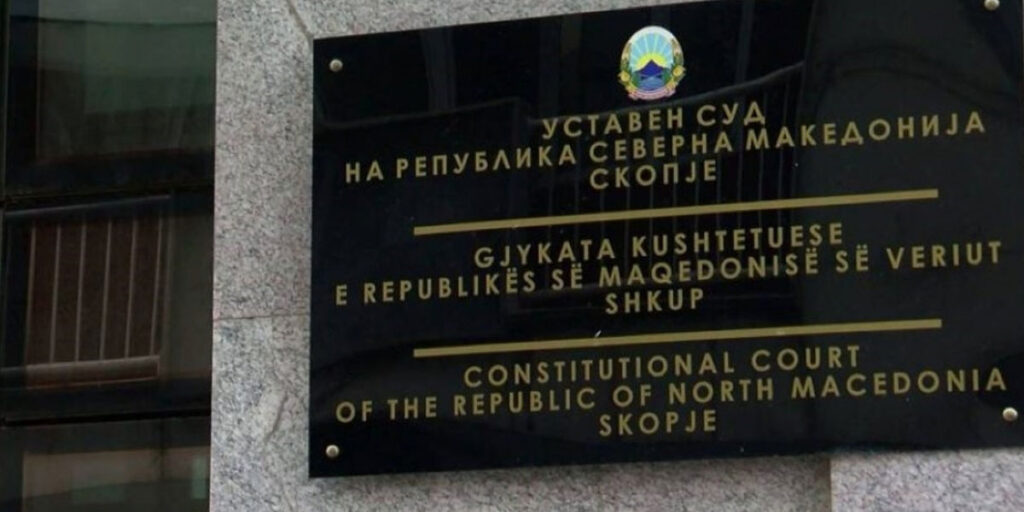 УСТАВЕН СУД
НА РЕПУБЛИКА СЕВЕРНА МАКЕДОНИЈА
СКОПЈЕ
GJYKATA KUSHTETUESE
E REPUBLIKËS SË MAQEDONISË SË VERIUT
SHKUP
CONSTITUTIONAL COURT
OF THE REPUBLIC OF NORTH MACEDONIA
SKOPJE